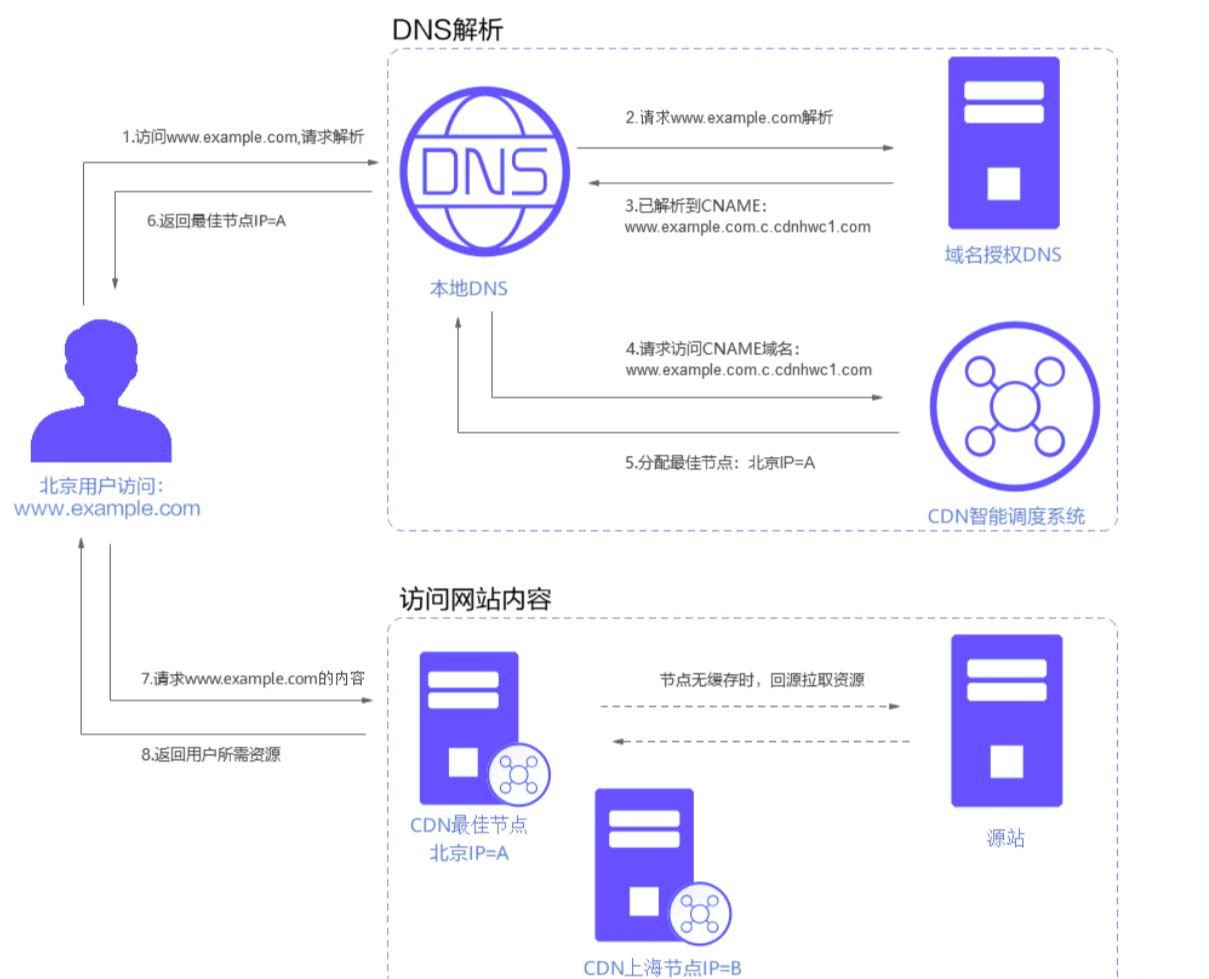 DNS解析
1.访问www.example.com,请求解析
2.请求www.example.com解析
DNS
3.已解析到CNAME：
www.example.com.c.cdnhwc1.com
6.返回最佳节点IP=A
域名授权DNS
本地DNS
4.请求访问CNAME域名：
www.example.com.c.cdnhwc1.com
5.分配最佳节点：北京IP=A
北京用户访问：
www.example.com
CDN智能调度系统
访问网站内容
7.请求www.example.com的内容
节点无缓存时，回源拉取资源
8.返回用户所需资源
CDN最佳节点
北京IP=A
源站
CDN上海节点IP=B